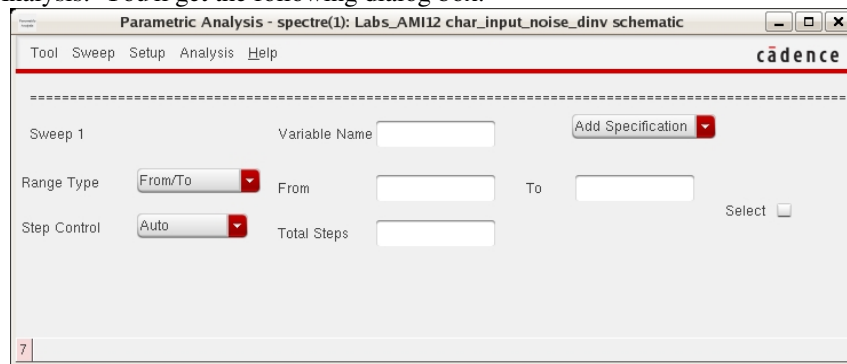 analysis. You'll get the following dialog box.
Parametric Analysis - spectre(1): Labs_AMI12 char_input_noise_dinv schematic
Tool Sweep Setup Analysis Help
cādence
Sweep 1 Variable Name Add Specification
Range Type From/To From To
Select
Step Control Auto Total Steps
7